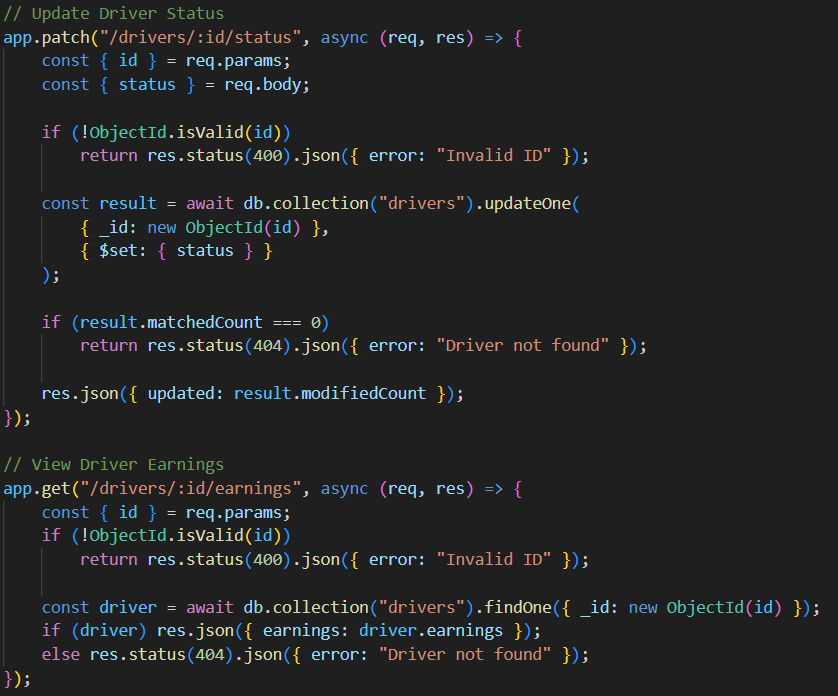 // Update Driver Status
app.patch("/drivers/:id/status", async (req, res) => {
    const { id } = req.params;
    const { status } = req.body;

    if (!ObjectId.isValid(id))
        return res.status(400).json({ error: "Invalid ID" });

    const result = await db.collection("drivers").updateOne(
        { _id: new ObjectId(id) },
        { $set: { status } }
    );

    if (result.matchedCount === 0)
        return res.status(404).json({ error: "Driver not found" });

    res.json({ updated: result.modifiedCount });
});

// View Driver Earnings
app.get("/drivers/:id/earnings", async (req, res) => {
    const { id } = req.params;
    if (!ObjectId.isValid(id))
        return res.status(400).json({ error: "Invalid ID" });

    const driver = await db.collection("drivers").findOne({ _id: new ObjectId(id) });
    if (driver) res.json({ earnings: driver.earnings });
    else res.status(404).json({ error: "Driver not found" });
});